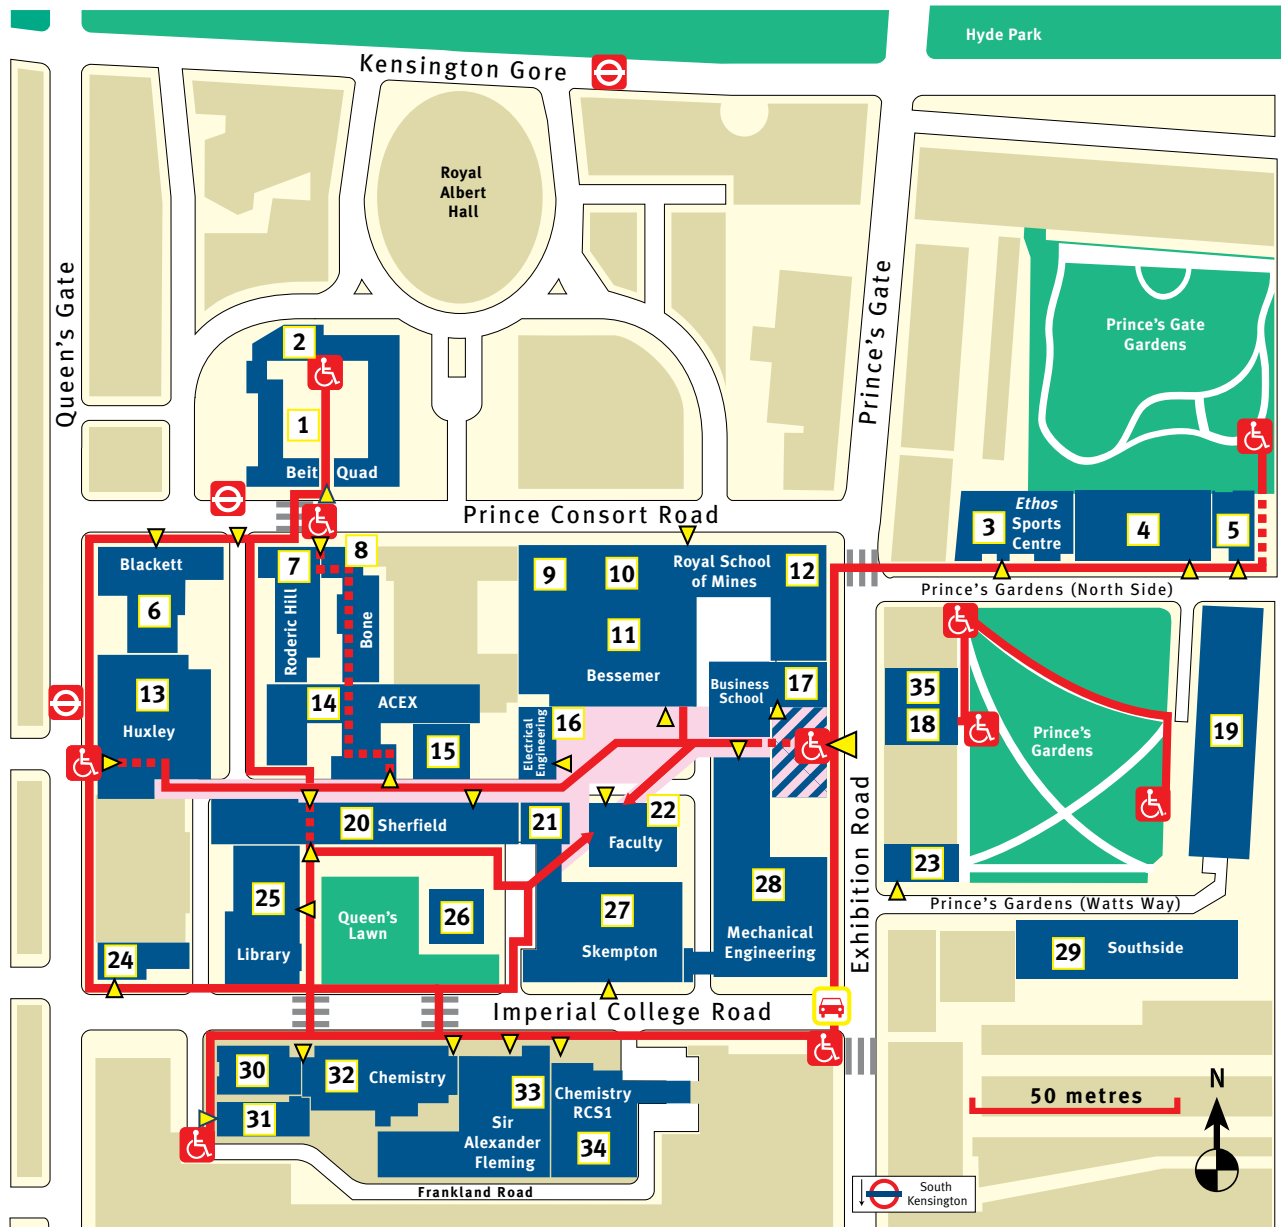 Hyde Park
Kensington Gore
Royal
Albert
Hall
Queen's Gate
Prince's Gate
Prince's Gate
Gardens
2
1
Beit Quad
Prince Consort Road
3
Ethos
Sports
Centre
4
5
Prince's Gardens (North Side)
Blackett
6
7
Roderic Hill
8
Bone
9
10
Royal School
of Mines
12
11
Bessemer
13
Huxley
14
ACEX
15
Electrical
Engineering
16
Business
School
17
35
18
Prince's
Gardens
19
20
Sherfield
21
22
Faculty
23
Exhibition Road
Prince's Gardens (Watts Way)
24
25
Library
Queen's
Lawn
26
27
Skempton
28
Mechanical
Engineering
29
Southside
Imperial College Road
30
31
32
Chemistry
33
Sir
Alexander
Fleming
Chemistry
RCS1
34
Frankland Road
50 metres
N
South
Kensington